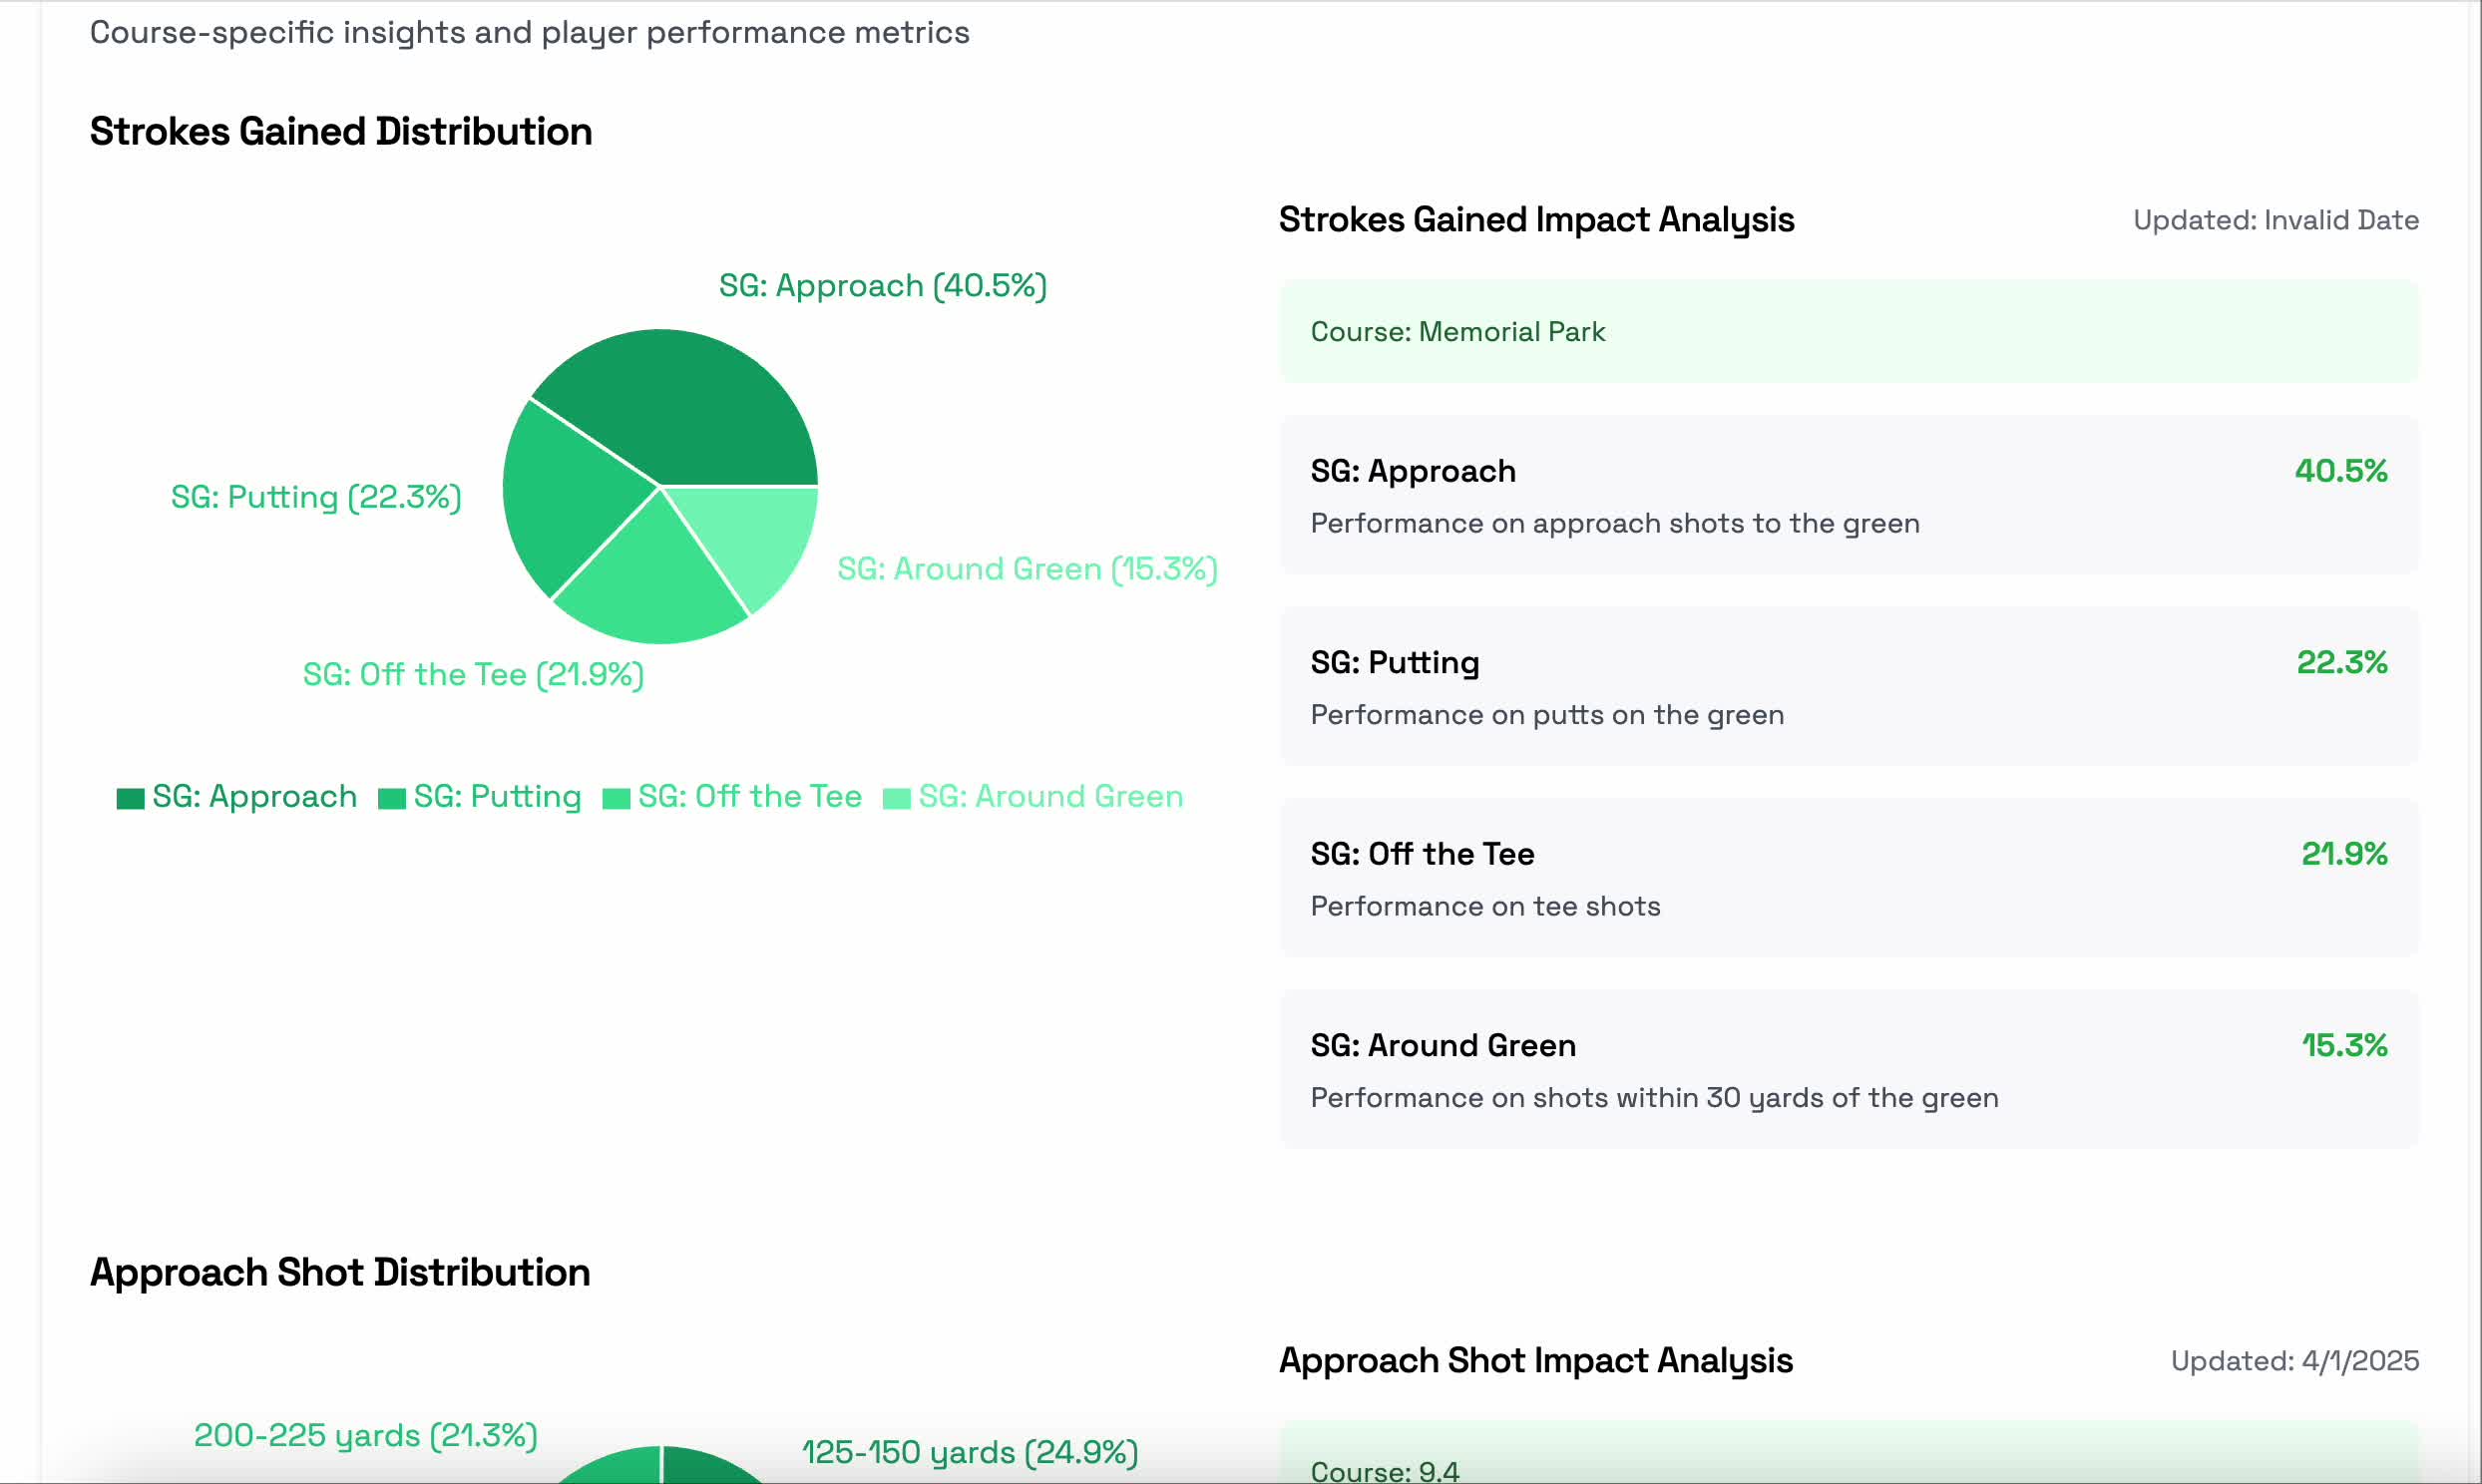 Course-specific insights and player performance metrics
Strokes Gained Distribution
SG: Approach (40.5%)
SG: Putting (22.3%)
SG: Around Green (15.3%)
SG: Off the Tee (21.9%)
SG: Approach SG: Putting SG: Off the Tee SG: Around Green
Strokes Gained Impact Analysis
Updated: Invalid Date
Course: Memorial Park
SG: Approach
40.5%
Performance on approach shots to the green
SG: Putting
22.3%
Performance on putts on the green
SG: Off the Tee
21.9%
Performance on tee shots
SG: Around Green
15.3%
Performance on shots within 30 yards of the green
Approach Shot Distribution
200-225 yards (21.3%)
125-150 yards (24.9%)
Approach Shot Impact Analysis
Updated: 4/1/2025
Course: 9.4